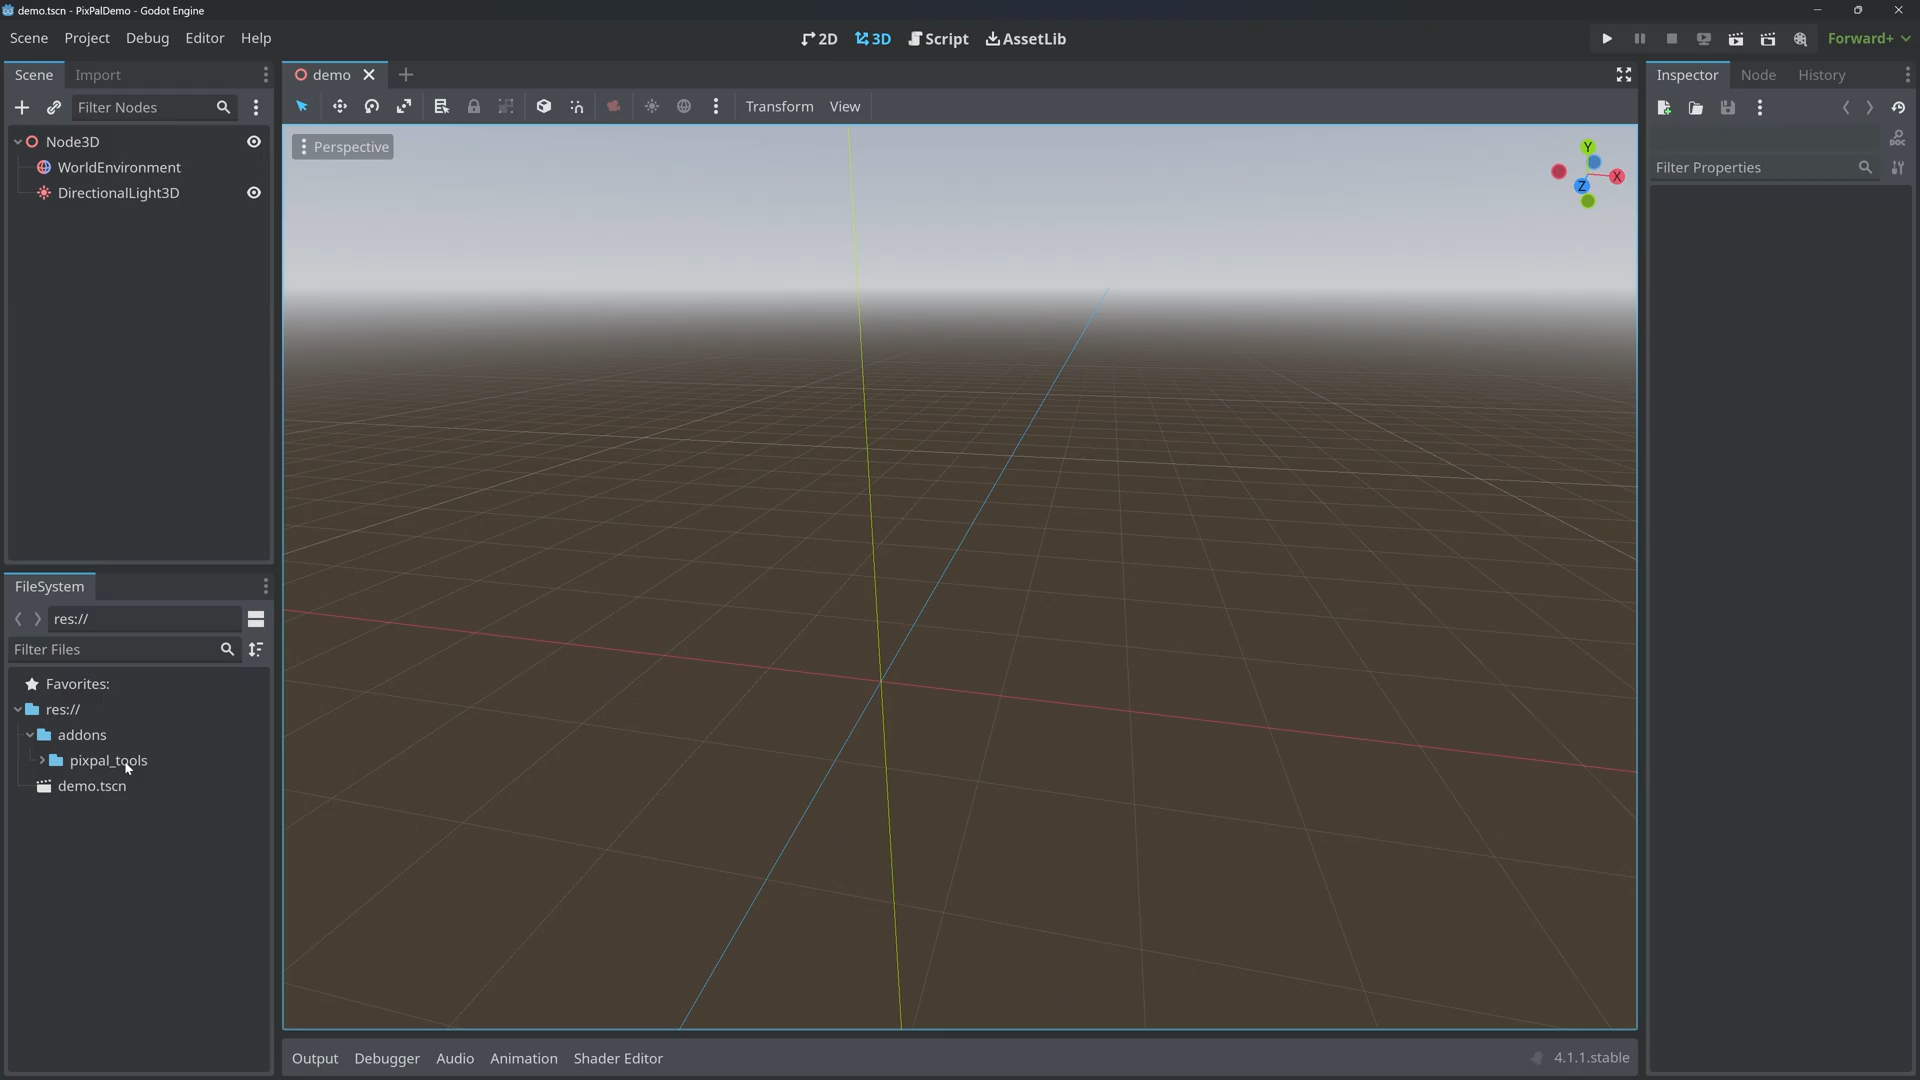 demo.tscn - PixPalDemo - Godot Engine
Scene Project Debug Editor Help
2D 3D Script AssetLib
Forward+
Scene Import
demo
Inspector Node History
Filter Nodes
Transform View
Node3D
WorldEnvironment
DirectionalLight3D
Perspective
Y
X
Z
DOC
Filter Properties
FileSystem
res://
Filter Files
Favorites:
res://
addons
pixpal_tools
demo.tscn
Output Debugger Audio Animation Shader Editor
4.1.1.stable